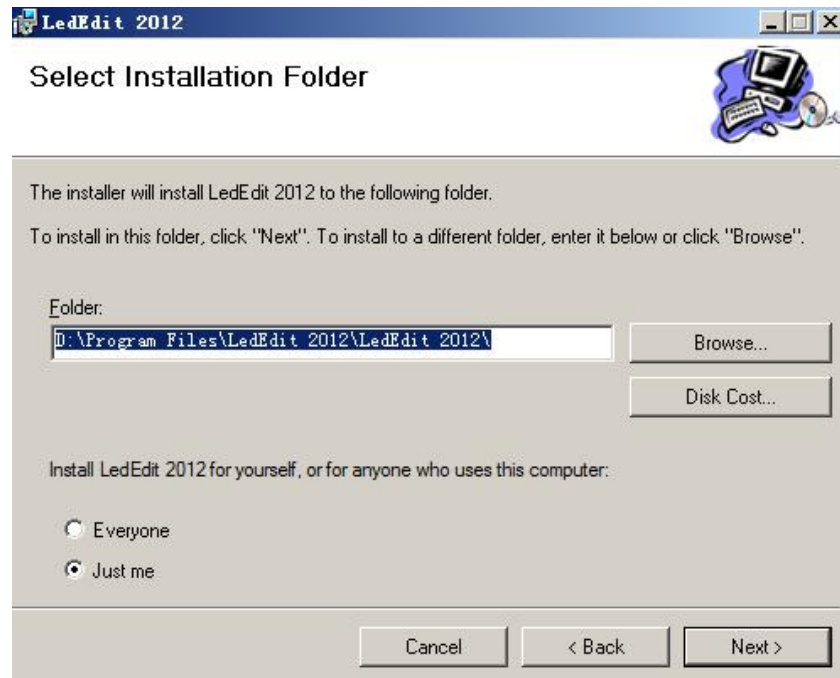 LedEdit 2012
Select Installation Folder
The installer will install LedEdit 2012 to the following folder.
To install in this folder, click "Next". To install to a different folder, enter it below or click "Browse".
Folder:
D:\Program Files\LedEdit 2012\LedEdit 2012\
Browse...
Disk Cost...
Install LedEdit 2012 for yourself, or for anyone who uses this computer:
Everyone
Just me
Cancel
< Back
Next >